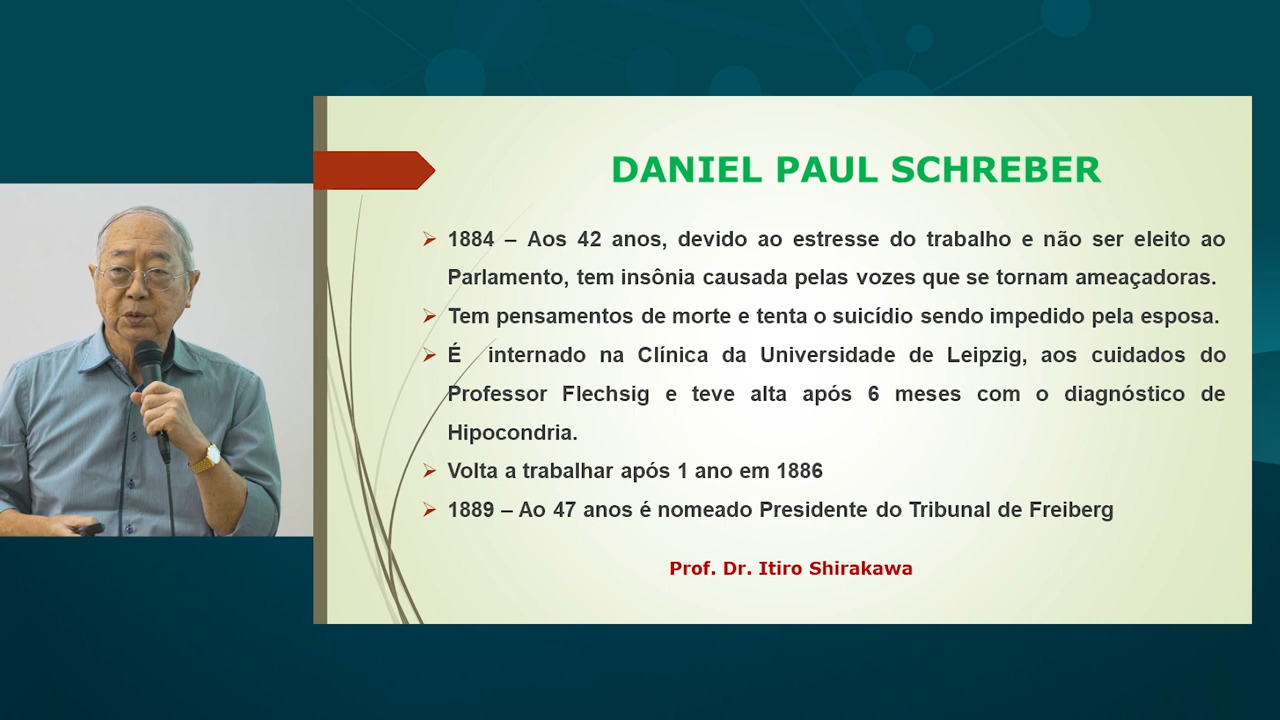 DANIEL PAUL SCHREBER
➢ 1884 – Aos 42 anos, devido ao estresse do trabalho e não ser eleito ao
Parlamento, tem insônia causada pelas vozes que se tornam ameaçadoras.
➢ Tem pensamentos de morte e tenta o suicídio sendo impedido pela esposa.
➢ É internado na Clínica da Universidade de Leipzig, aos cuidados do
Professor Flechsig e teve alta após 6 meses com o diagnóstico de
Hipocondria.
➢ Volta a trabalhar após 1 ano em 1886
➢ 1889 – Ao 47 anos é nomeado Presidente do Tribunal de Freiberg
Prof. Dr. Itiro Shirakawa